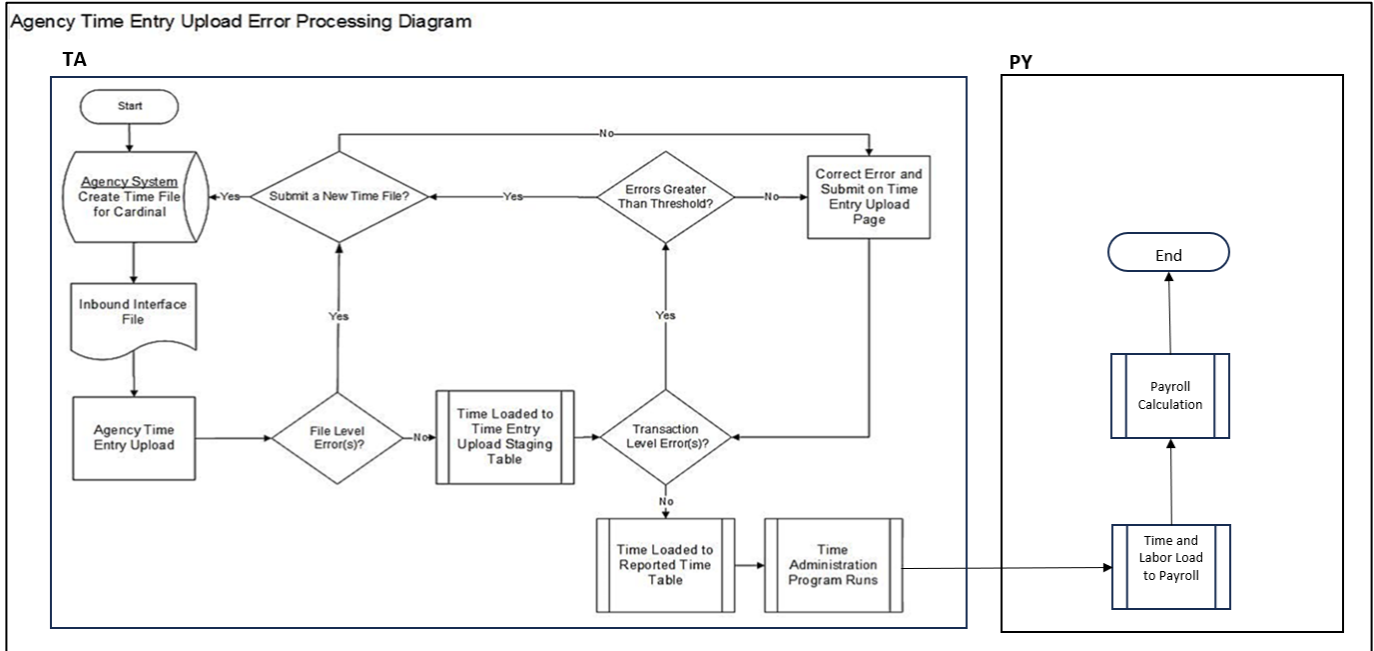 Agency Time Entry Upload Error Processing Diagram
TA
PY
Start
No
Agency System
Create Time File
for Cardinal
Yes
Submit a New Time File?
Yes
Errors Greater
Than Threshold?
No
Correct Error and
Submit on Time
Entry Upload
Page
Inbound Interface
File
Yes
Yes
Agency Time
Entry Upload
File Level
Error(s)?
No
Time Loaded to
Time Entry
Upload Staging
Table
Transaction
Level Error(s)?
No
Time Loaded to
Reported Time
Table
Time
Administration
Program Runs
End
Payroll
Calculation
Time and
Labor Load
to Payroll